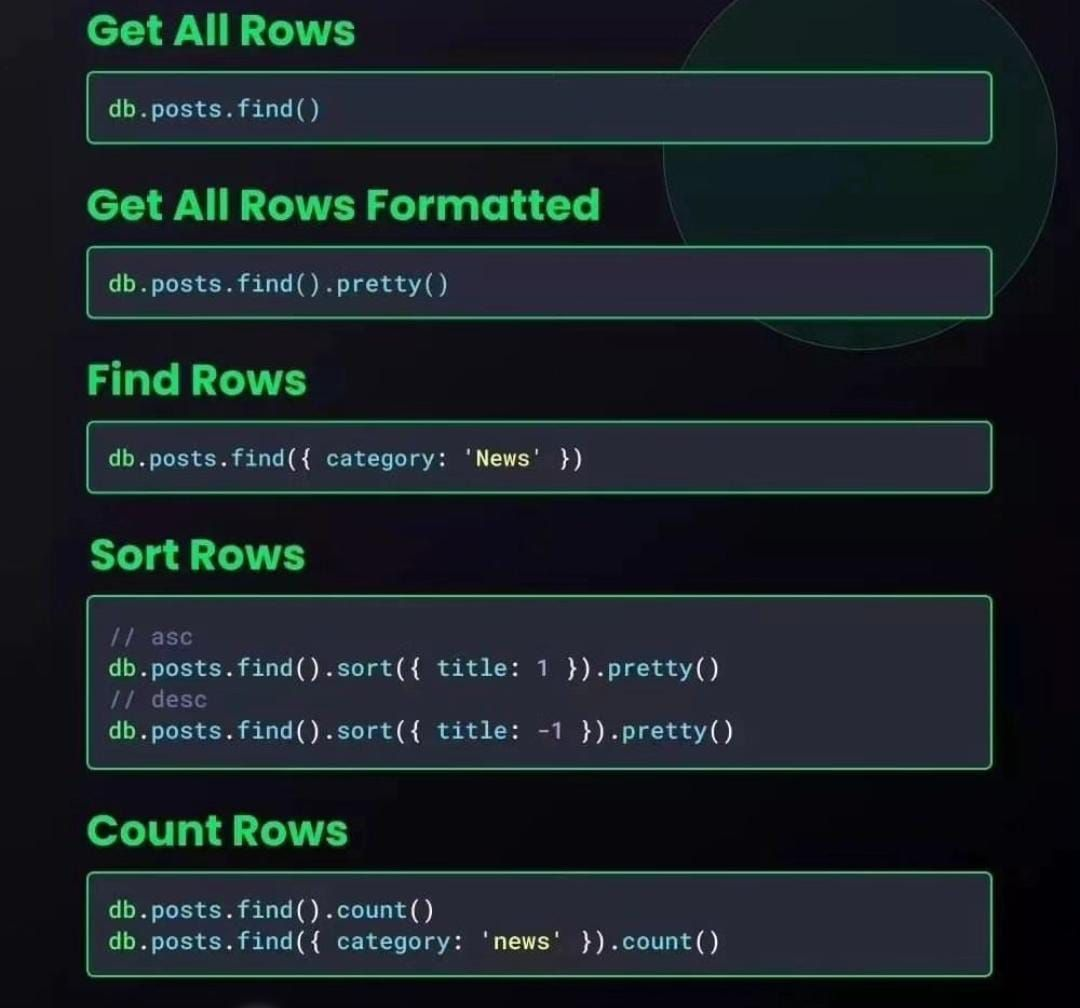 Get All Rows
db.posts.find()
Get All Rows Formatted
db.posts.find().pretty()
Find Rows
db.posts.find({ category: 'News' })
Sort Rows
// asc
db.posts.find().sort({ title: 1 }).pretty()
// desc
db.posts.find().sort({ title: -1 }).pretty()
Count Rows
db.posts.find().count()
db.posts.find({ category: 'news' }).count()